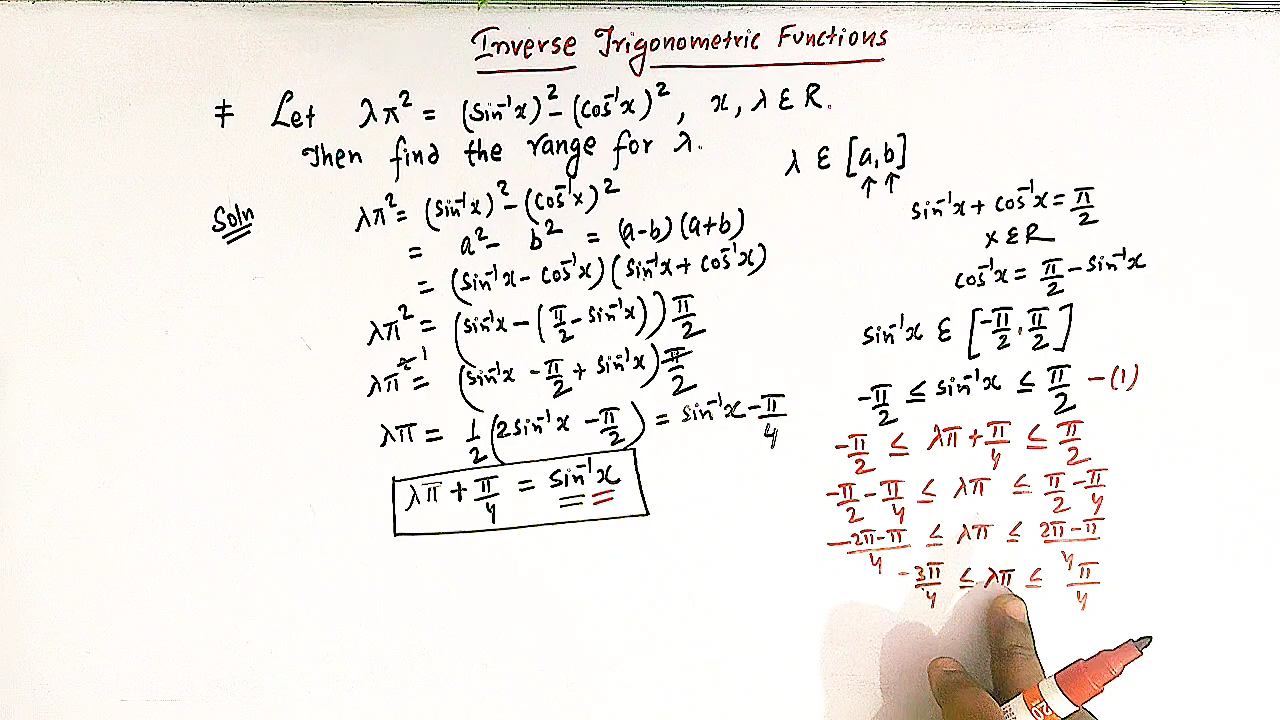 Inverse Trigonometric Functions
# Let λπ² = (sin⁻¹x)² - (cos⁻¹x)², x, λ ∈ R.
Then find the range for λ.
λ ∈ [a, b]
↑ ↑
Soln
λπ² = (sin⁻¹x)² - (cos⁻¹x)²
= a² - b² = (a-b) (a+b)
= (sin⁻¹x - cos⁻¹x) (sin⁻¹x + cos⁻¹x)
λπ² = (sin⁻¹x - (π/2 - sin⁻¹x)) π/2
λπ²¹ = (sin⁻¹x - π/2 + sin⁻¹x) π/2
λπ = 1/2 (2sin⁻¹x - π/2) = sin⁻¹x - π/4
λπ + π/4 = sin⁻¹x
sin⁻¹x + cos⁻¹x = π/2
x ∈ R
cos⁻¹x = π/2 - sin⁻¹x
sin⁻¹x ∈ [-π/2, π/2]
-π/2 ≤ sin⁻¹x ≤ π/2 - (1)
-π/2 ≤ λπ + π/4 ≤ π/2
-π/2 - π/4 ≤ λπ ≤ π/2 - π/4
-2π-π/4 ≤ λπ ≤ 2π-π/4
-3π/4 ≤ λπ ≤ π/4